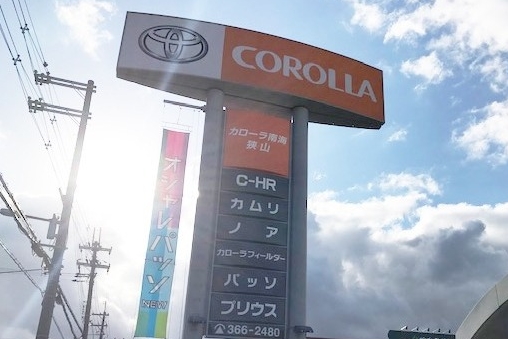 COROLLA
カローラ南海
狭山
C-HR
カムリ
ノア
カローラフィールダー
パッソ
プリウス
366-2480
オシャレパッソ
NEW